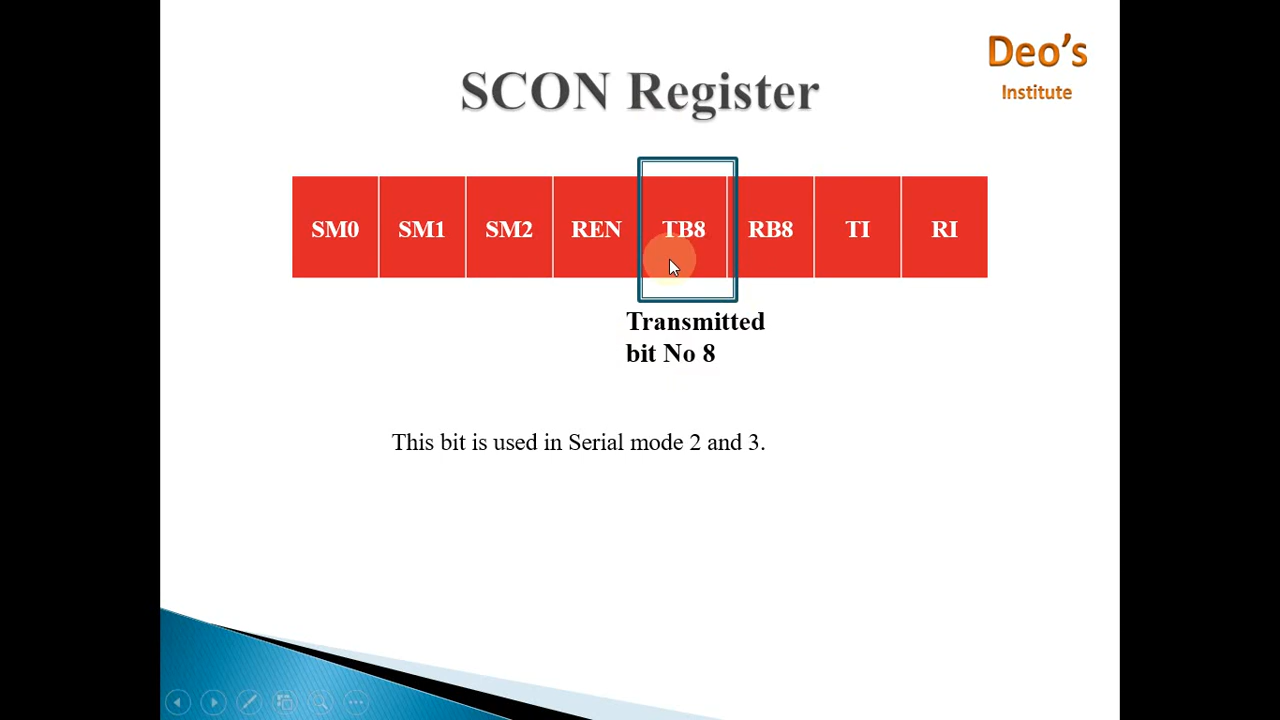 Deo's
Institute
SCON Register
SM0 SM1 SM2 REN TB8 RB8 TI RI
Transmitted
bit No 8
This bit is used in Serial mode 2 and 3.